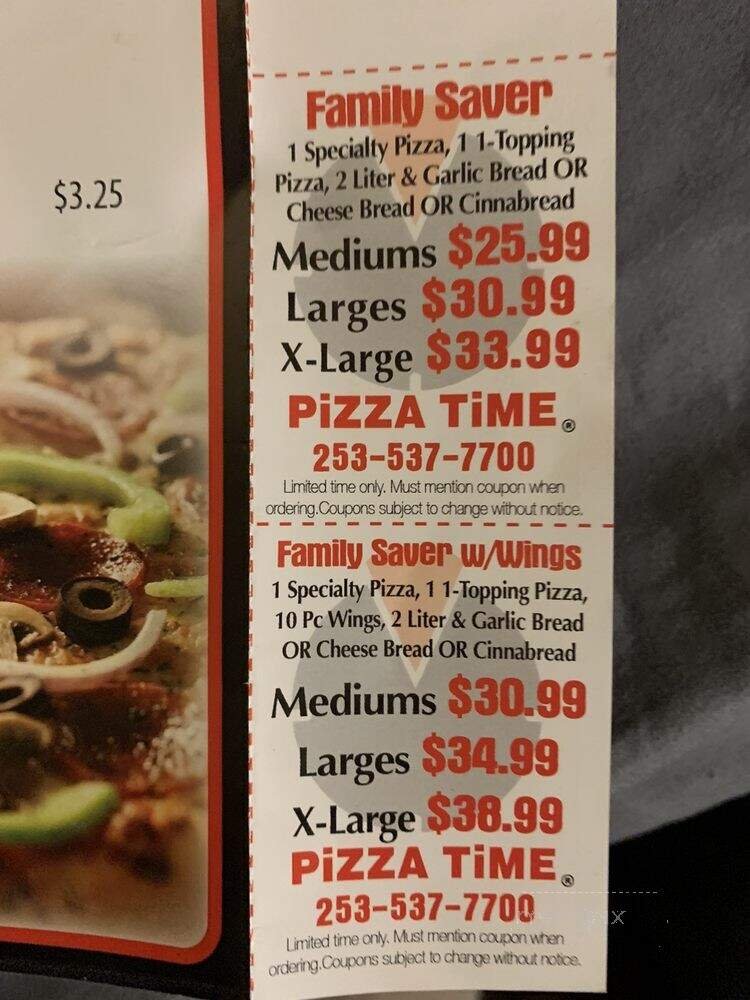 $3.25
Family Saver
1 Specialty Pizza, 1 1-Topping
Pizza, 2 Liter & Garlic Bread OR
Cheese Bread OR Cinnabread
Mediums $25.99
Larges $30.99
X-Large $33.99
PiZZA TiME®
253-537-7700
Limited time only. Must mention coupon when
ordering.Coupons subject to change without notice.
Family Saver w/Wings
1 Specialty Pizza, 1 1-Topping Pizza,
10 Pc Wings, 2 Liter & Garlic Bread
OR Cheese Bread OR Cinnabread
Mediums $30.99
Larges $34.99
X-Large $38.99
PiZZA TiME®
253-537-7700
Limited time only. Must mention coupon when
ordering.Coupons subject to change without notice.